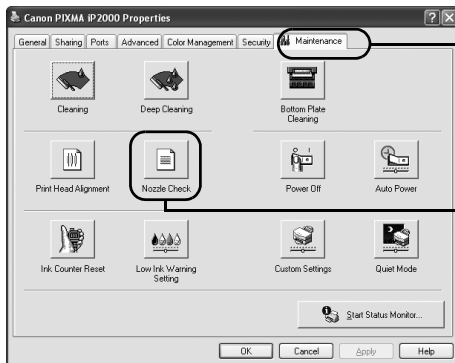 Canon PIXMA iP2000 Properties
General Sharing Ports Advanced Color Management Security Maintenance
Cleaning Deep Cleaning Bottom Plate
Cleaning
Print Head Alignment Nozzle Check Power Off Auto Power
Ink Counter Reset Low Ink Warning Custom Settings Quiet Mode
Setting
Start Status Monitor...
OK Cancel Apply Help